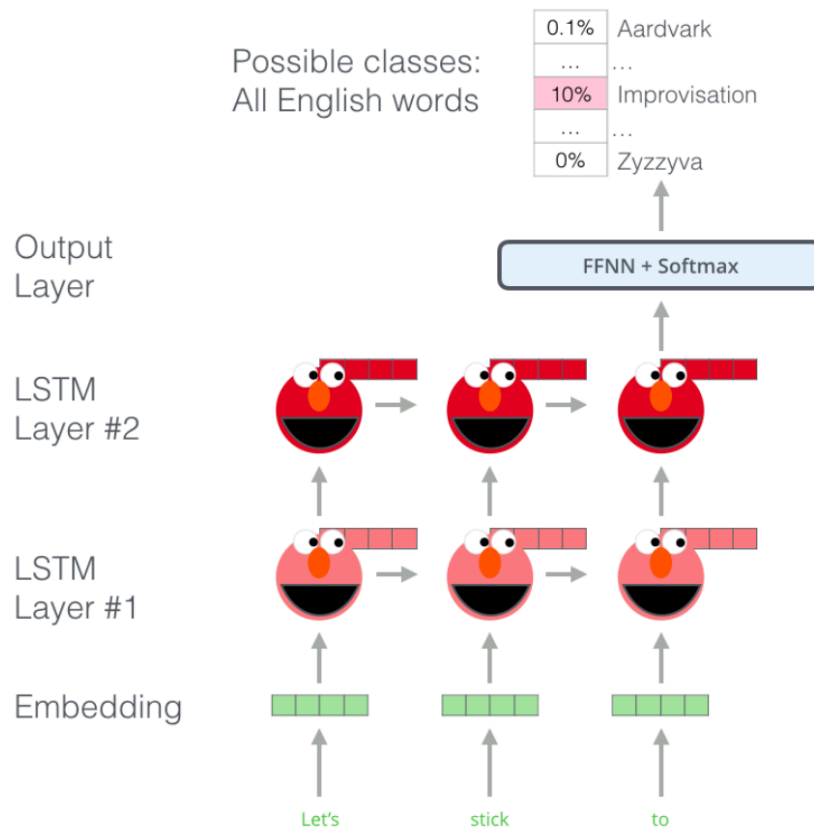 Possible classes:
All English words
0.1% Aardvark
... ...
10% Improvisation
... ...
0% Zyzzyva
Output
Layer
FFNN + Softmax
LSTM
Layer #2
LSTM
Layer #1
Embedding
Let's stick to